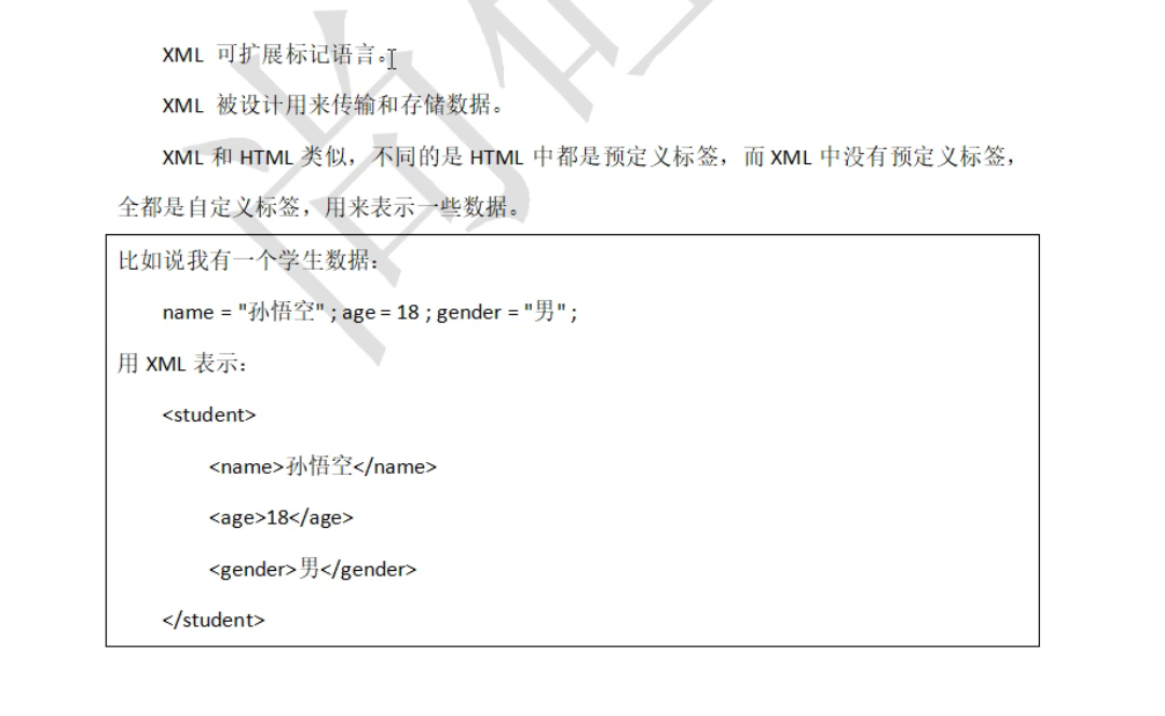 XML 可扩展标记语言。
XML 被设计用来传输和存储数据。
XML 和 HTML 类似，不同的是 HTML 中都是预定义标签，而 XML 中没有预定义标签，
全都是自定义标签，用来表示一些数据。
比如说我有一个学生数据：
name = "孙悟空" ; age = 18 ; gender = "男" ;
用 XML 表示：
<student>
<name>孙悟空</name>
<age>18</age>
<gender>男</gender>
</student>